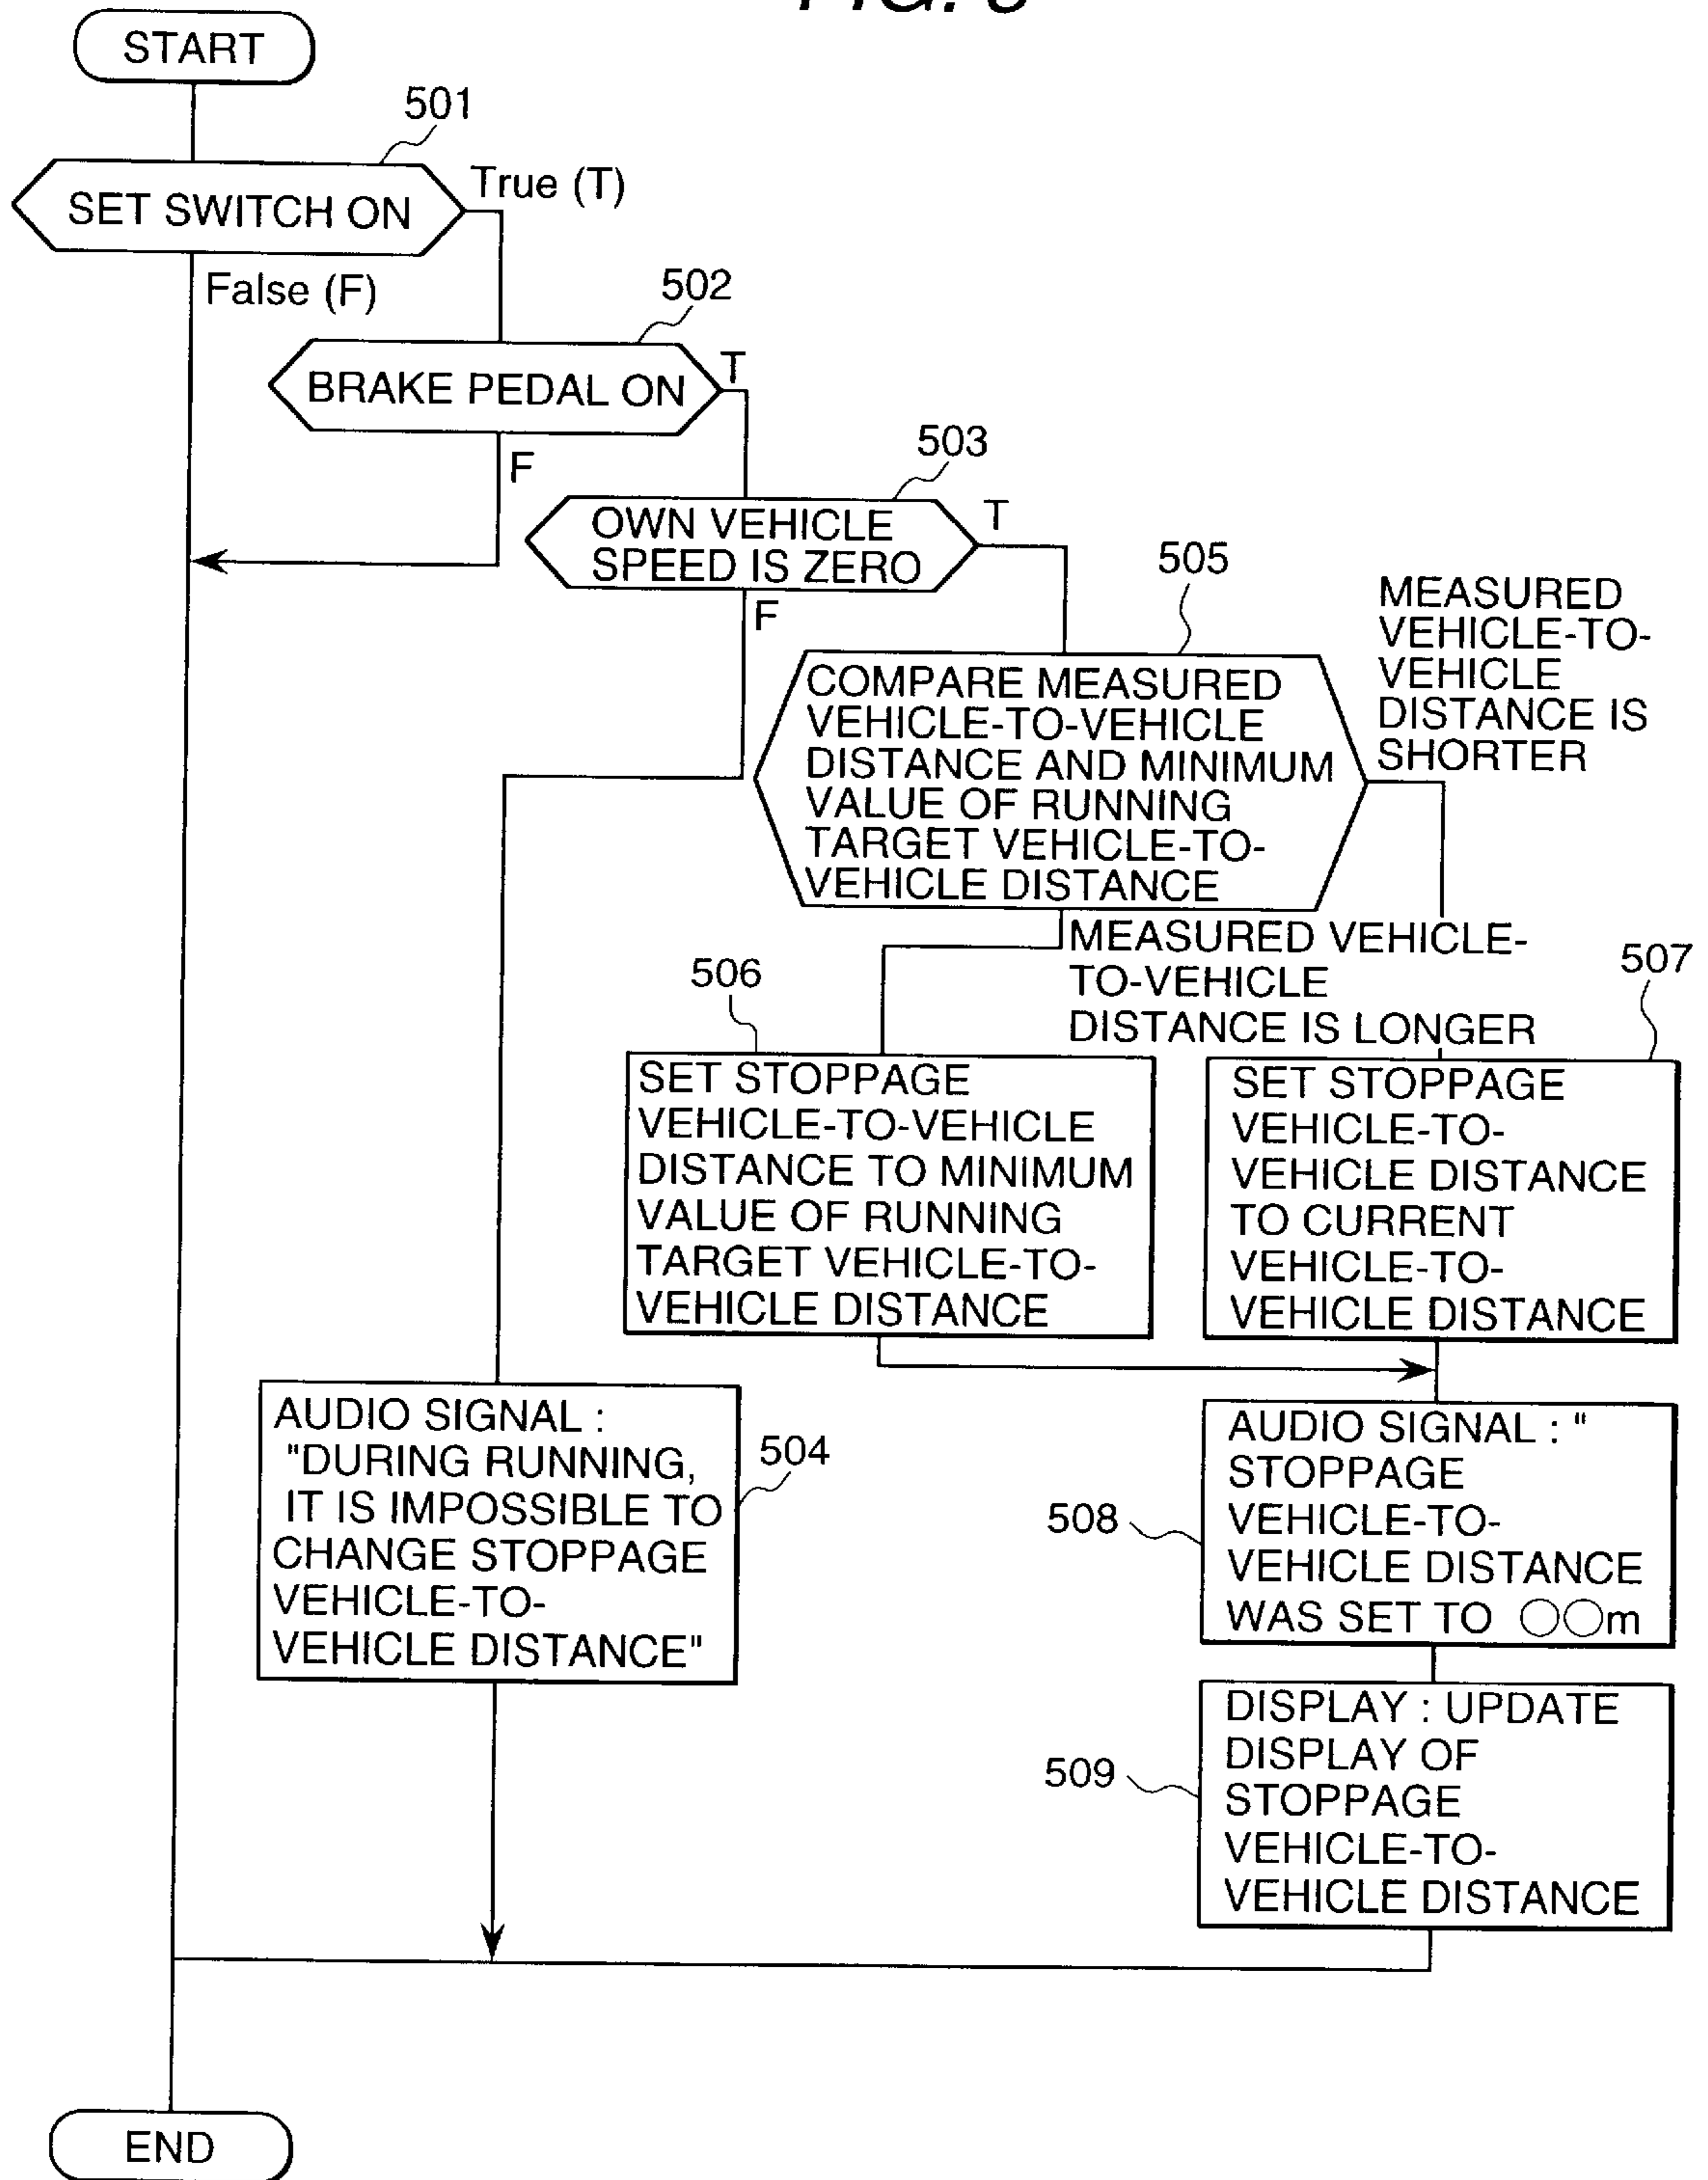 START
501
SET SWITCH ON
True (T)
False (F)
502
BRAKE PEDAL ON
T
F
503
OWN VEHICLE
SPEED IS ZERO
T
F
505
COMPARE MEASURED
VEHICLE-TO-VEHICLE
DISTANCE AND MINIMUM
VALUE OF RUNNING
TARGET VEHICLE-TO-
VEHICLE DISTANCE
MEASURED
VEHICLE-TO-
VEHICLE
DISTANCE IS
SHORTER
MEASURED VEHICLE-
TO-VEHICLE
DISTANCE IS LONGER
506
SET STOPPAGE
VEHICLE-TO-VEHICLE
DISTANCE TO MINIMUM
VALUE OF RUNNING
TARGET VEHICLE-TO-
VEHICLE DISTANCE
507
SET STOPPAGE
VEHICLE-TO-
VEHICLE DISTANCE
TO CURRENT
VEHICLE-TO-
VEHICLE DISTANCE
AUDIO SIGNAL :
"DURING RUNNING,
IT IS IMPOSSIBLE TO
CHANGE STOPPAGE
VEHICLE-TO-
VEHICLE DISTANCE"
504
508
AUDIO SIGNAL : "
STOPPAGE
VEHICLE-TO-
VEHICLE DISTANCE
WAS SET TO ○○m
509
DISPLAY : UPDATE
DISPLAY OF
STOPPAGE
VEHICLE-TO-
VEHICLE DISTANCE
END